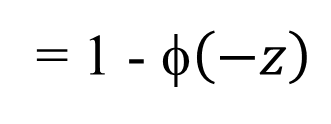 = 1 - ϕ(−z)